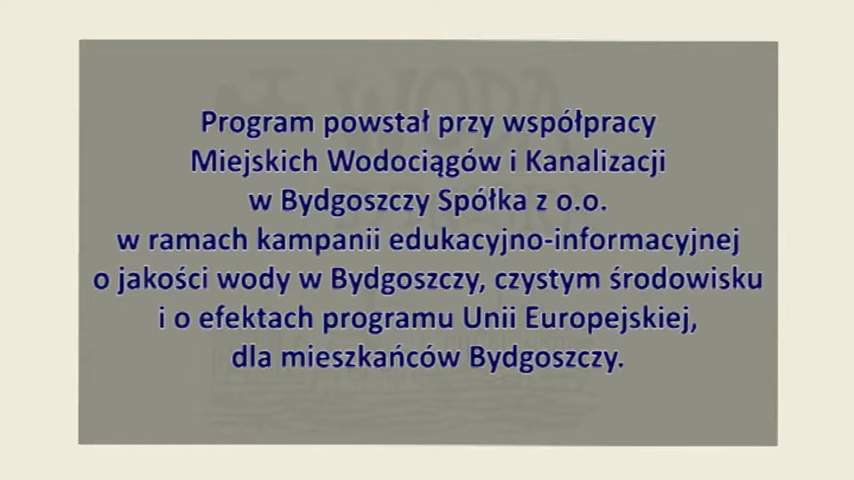 Program powstał przy współpracy
Miejskich Wodociągów i Kanalizacji
w Bydgoszczy Spółka z o.o.
w ramach kampanii edukacyjno-informacyjnej
o jakości wody w Bydgoszczy, czystym środowisku
i o efektach programu Unii Europejskiej,
dla mieszkańców Bydgoszczy.